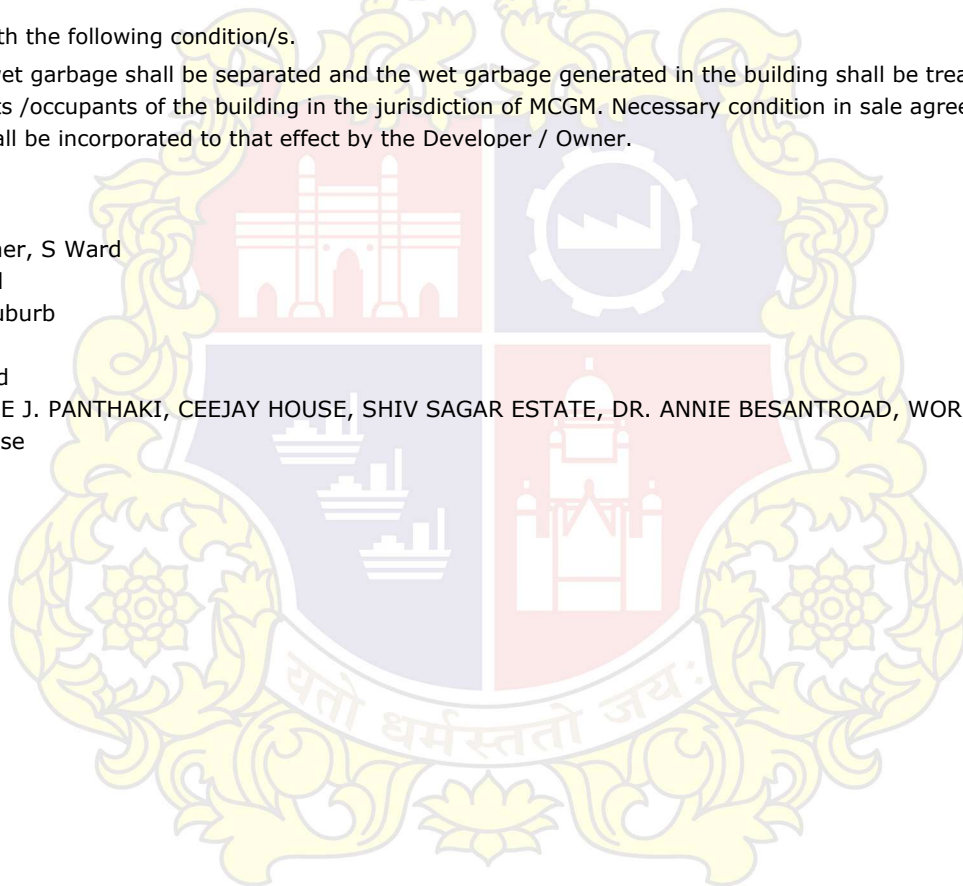 th the following condition/s.
wet garbage shall be separated and the wet garbage generated in the building shall be trea
ts /occupants of the building in the jurisdiction of MCGM. Necessary condition in sale agree
all be incorporated to that effect by the Developer / Owner.
er, S Ward
uburb
d
E J. PANTHAKI, CEEJAY HOUSE, SHIV SAGAR ESTATE, DR. ANNIE BESANTROAD, WOR
se
यतो धर्मस्ततो जय: